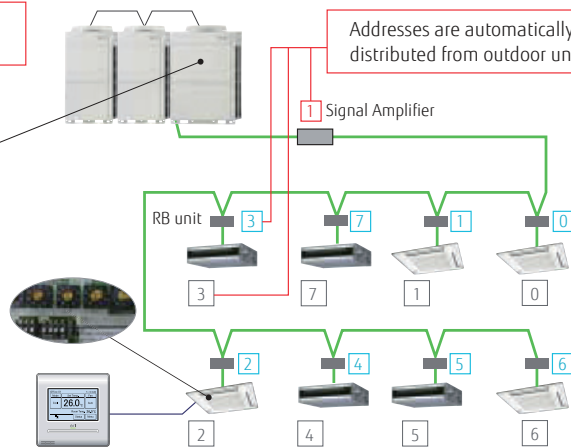 Addresses are automatically
distributed from outdoor un
1 Signal Amplifier
RB unit 3 7 1 0
3 7 1 0
2 4 5 6
26.0
2 4 5 6